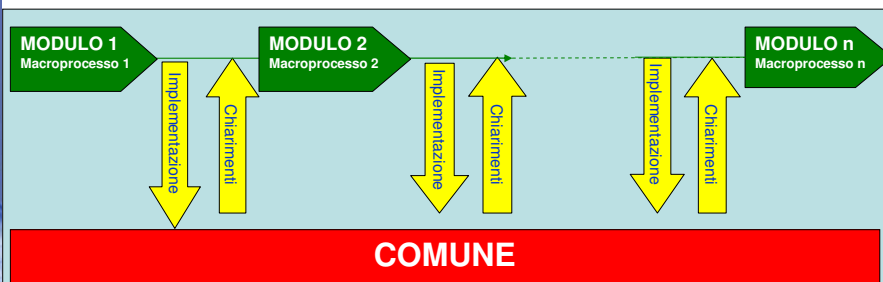 MODULO 1
Macroprocesso 1
MODULO 2
Macroprocesso 2
MODULO n
Macroprocesso n
Implementazione
Chiarimenti
Implementazione
Chiarimenti
Implementazione
Chiarimenti
COMUNE